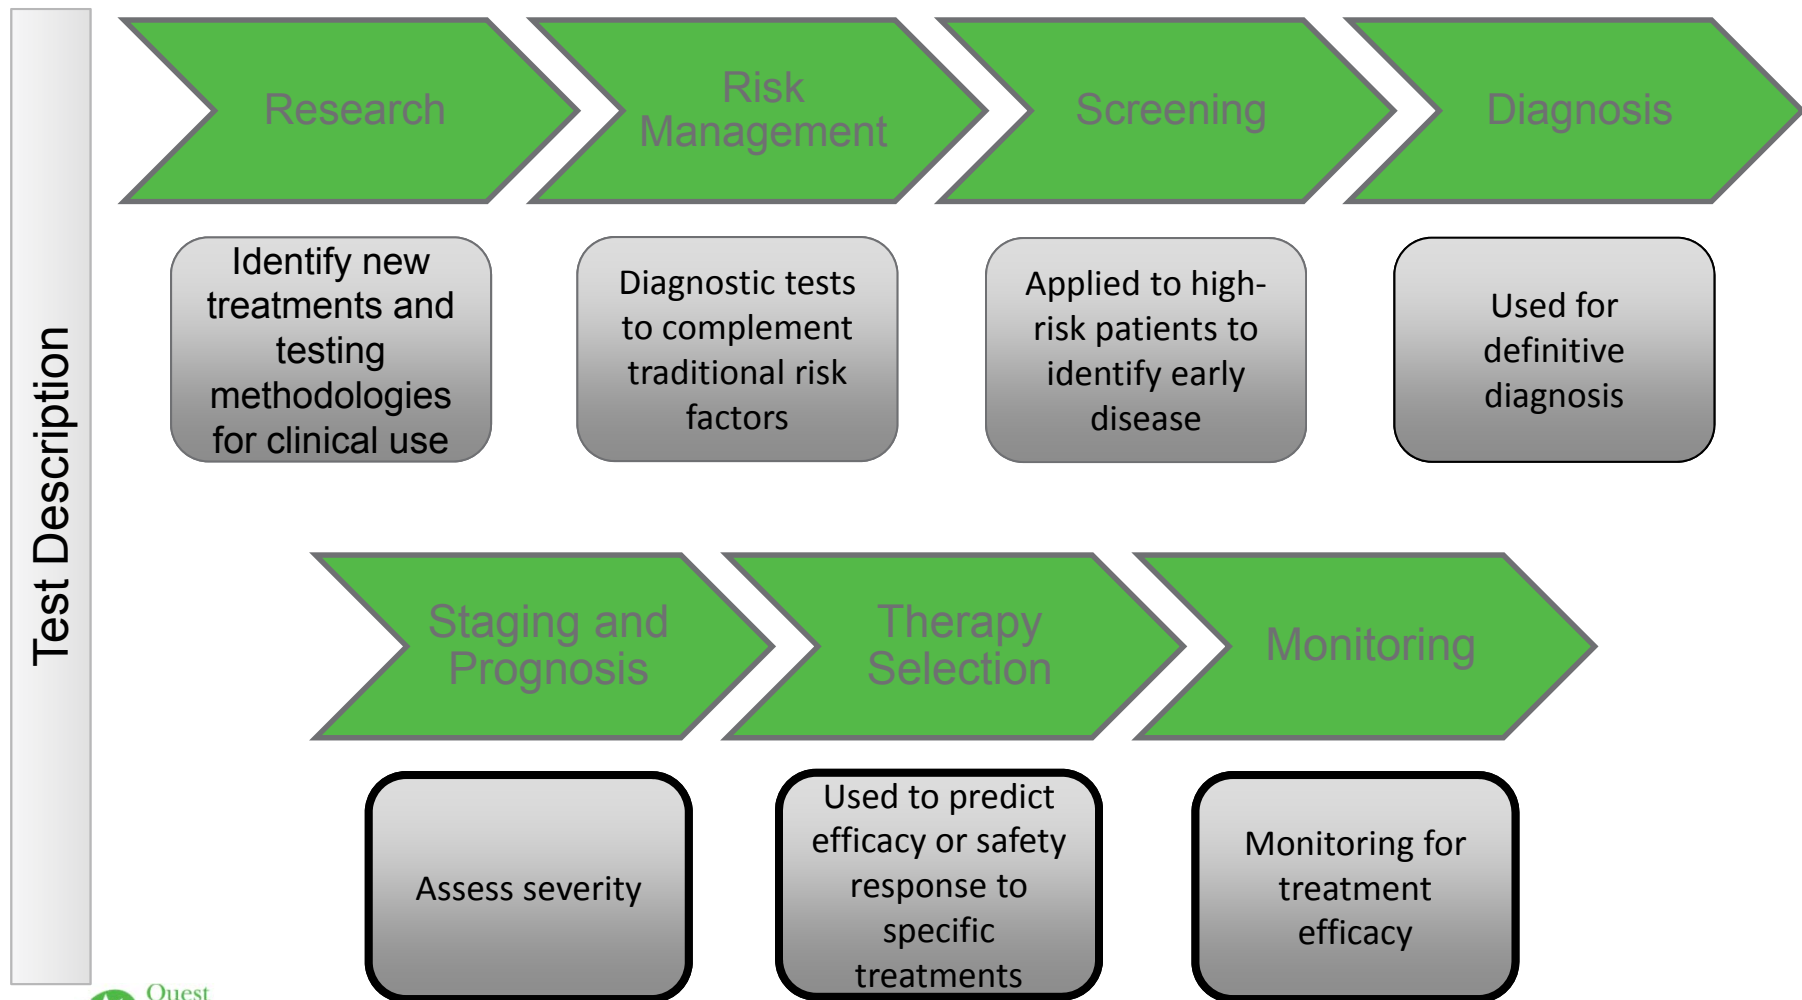 Test Description
Research
Risk
Management
Screening
Diagnosis
Identify new
treatments and
testing
methodologies
for clinical use
Diagnostic tests
to complement
traditional risk
factors
Applied to high-
risk patients to
identify early
disease
Used for
definitive
diagnosis
Staging and
Prognosis
Therapy
Selection
Monitoring
Assess severity
Used to predict
efficacy or safety
response to
specific
treatments
Monitoring for
treatment
efficacy
Quest